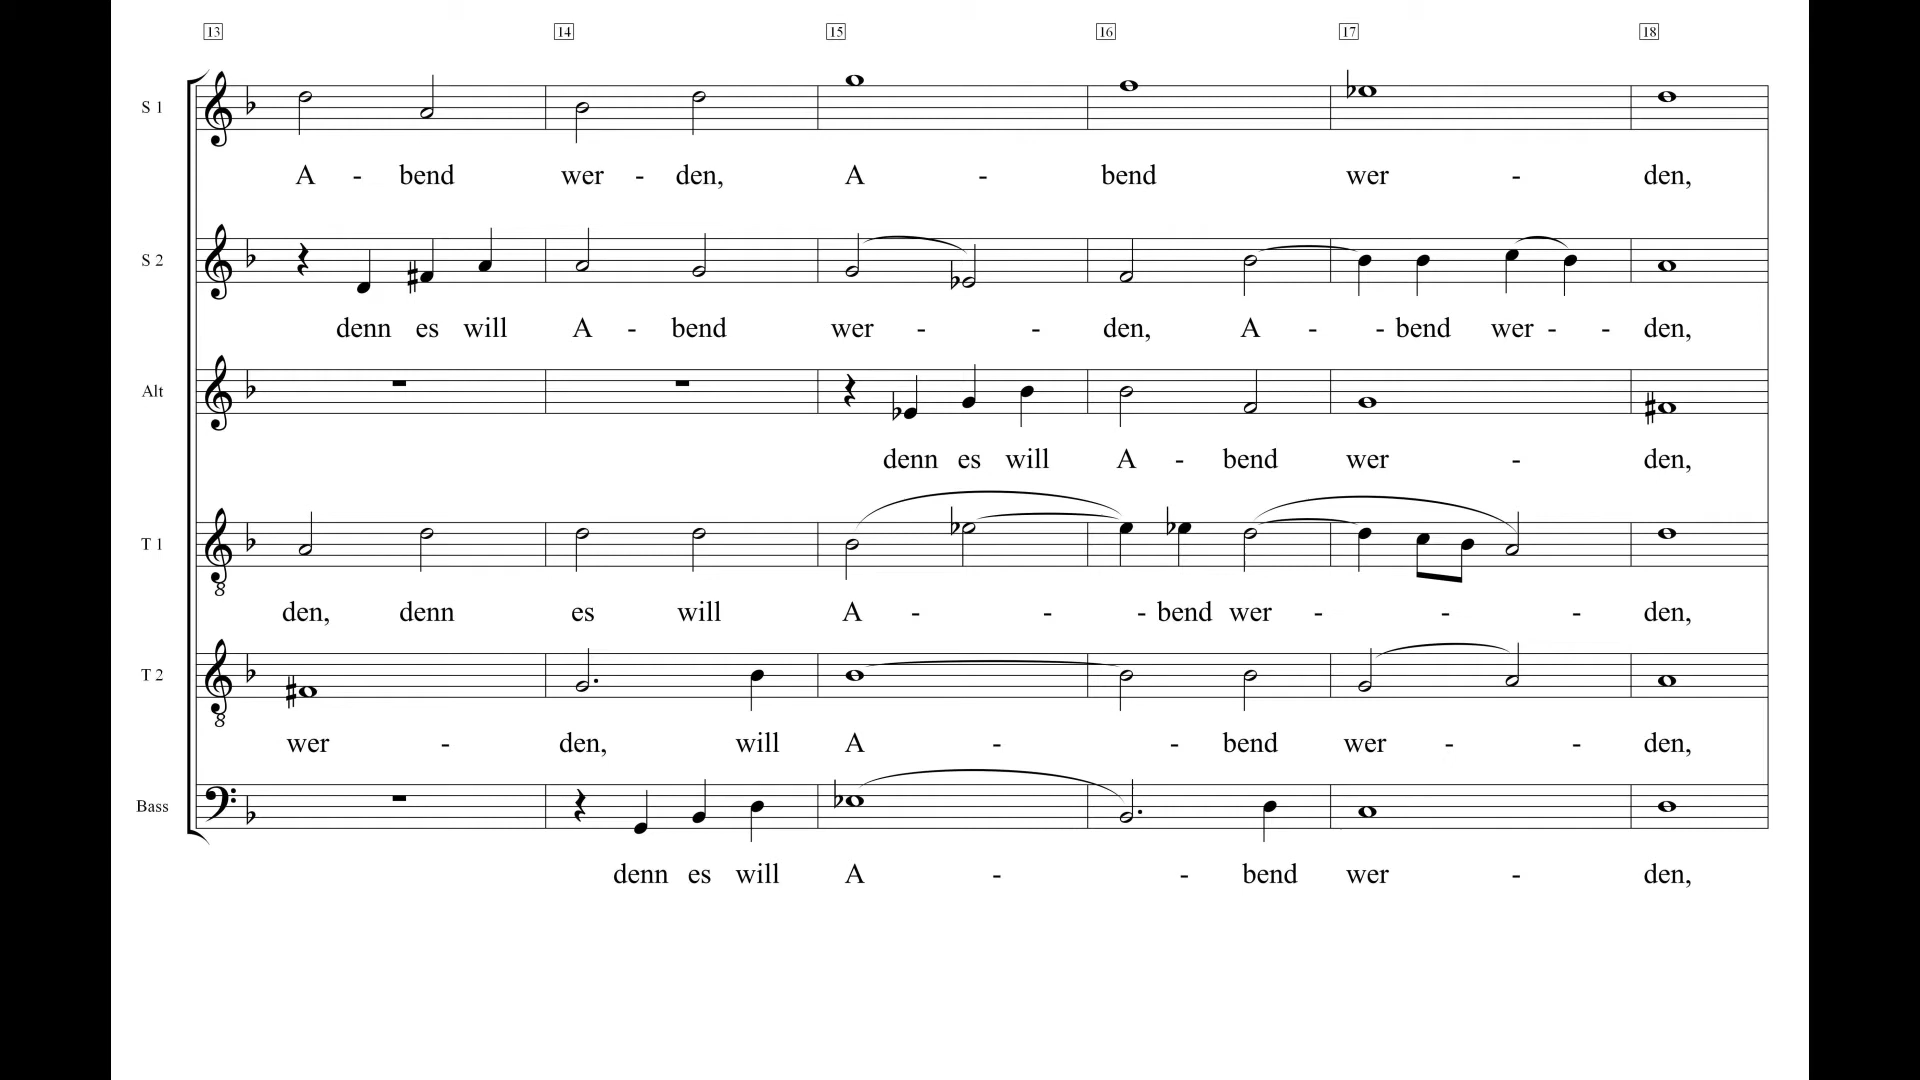 13 14 15 16 17 18
S 1
A - bend wer - den, A - bend wer - den,
S 2
denn es will A - bend wer - - den, A - - bend wer - - den,
Alt
denn es will A - bend wer - den,
T 1
den, denn es will A - - - bend wer - - - den,
8
T 2
wer - den, will A - - bend wer - - den,
8
Bass
denn es will A - - bend wer - den,